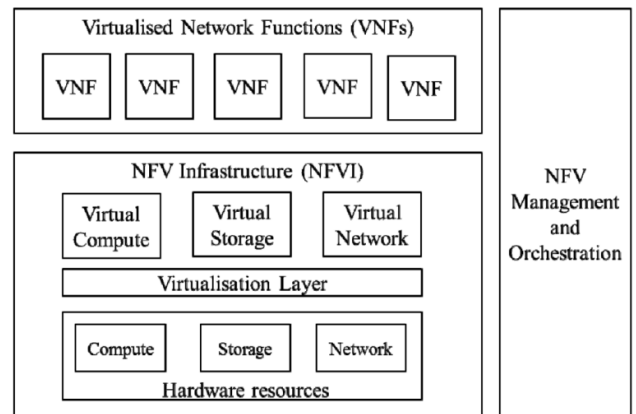 Virtualised Network Functions (VNFs)
VNF VNF VNF VNF VNF
NFV Infrastructure (NFVI)
Virtual Compute
Virtual Storage
Virtual Network
Virtualisation Layer
Compute Storage Network
Hardware resources
NFV
Management
and
Orchestration